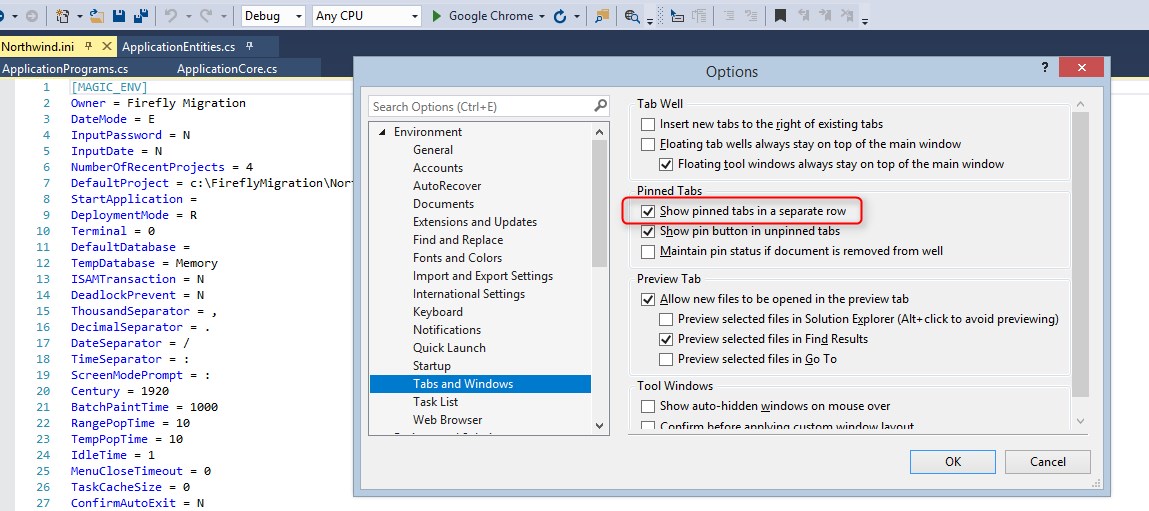 Debug Any CPU Google Chrome
Northwind.ini ApplicationEntities.cs
ApplicationPrograms.cs ApplicationCore.cs
1 [MAGIC_ENV]
2 Owner = Firefly Migration
3 DateMode = E
4 InputPassword = N
5 InputDate = N
6 NumberOfRecentProjects = 4
7 DefaultProject = c:\FireflyMigration\Nor
8 StartApplication =
9 DeploymentMode = R
10 Terminal = 0
11 DefaultDatabase =
12 TempDatabase = Memory
13 ISAMTransaction = N
14 DeadlockPrevent = N
15 ThousandSeparator = ,
16 DecimalSeparator = .
17 DateSeparator = /
18 TimeSeparator = :
19 ScreenModePrompt = :
20 Century = 1920
21 BatchPaintTime = 1000
22 RangePopTime = 10
23 TempPopTime = 10
24 IdleTime = 1
25 MenuCloseTimeout = 0
26 TaskCacheSize = 0
27 ConfirmAutoExit = N
Options
?
Search Options (Ctrl+E)
Environment
General
Accounts
AutoRecover
Documents
Extensions and Updates
Find and Replace
Fonts and Colors
Import and Export Settings
International Settings
Keyboard
Notifications
Quick Launch
Startup
Tabs and Windows
Task List
Web Browser
Tab Well
Insert new tabs to the right of existing tabs
Floating tab wells always stay on top of the main window
Floating tool windows always stay on top of the main window
Pinned Tabs
Show pinned tabs in a separate row
Show pin button in unpinned tabs
Maintain pin status if document is removed from well
Preview Tab
Allow new files to be opened in the preview tab
Preview selected files in Solution Explorer (Alt+click to avoid previewing)
Preview selected files in Find Results
Preview selected files in Go To
Tool Windows
Show auto-hidden windows on mouse over
Confirm before applying custom window layout
OK Cancel